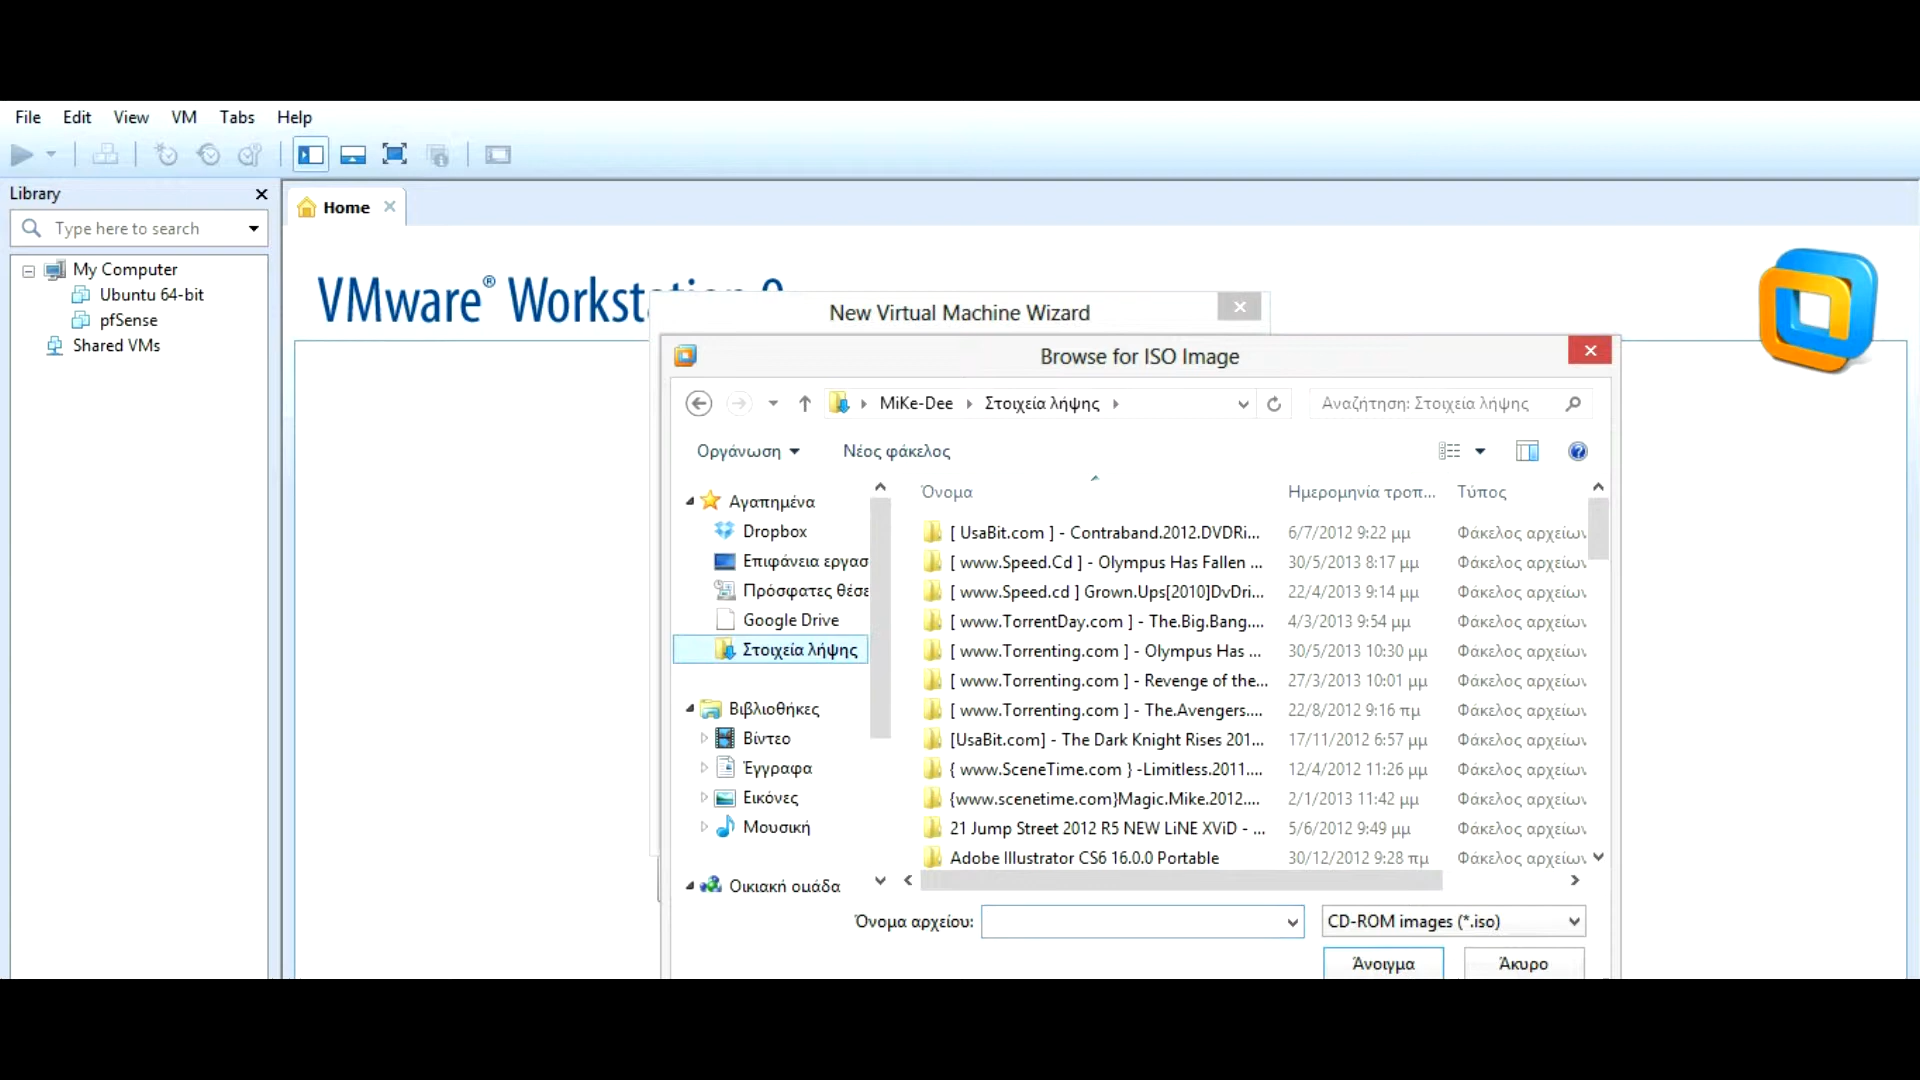 File Edit View VM Tabs Help
Library
Home
Type here to search
My Computer
Ubuntu 64-bit
pfSense
Shared VMs
VMware® Workstation 9
New Virtual Machine Wizard
Browse for ISO Image
MiKe-Dee Στοιχεία λήψης
Αναζήτηση: Στοιχεία λήψης
Οργάνωση Νέος φάκελος
Αγαπημένα
Dropbox
Επιφάνεια εργασ
Πρόσφατες θέσε
Google Drive
Στοιχεία λήψης
Βιβλιοθήκες
Βίντεο
Έγγραφα
Εικόνες
Μουσική
Οικιακή ομάδα
Όνομα Ημερομηνία τροπ... Τύπος
[ UsaBit.com ] - Contraband.2012.DVDRi... 6/7/2012 9:22 μμ Φάκελος αρχείων
[ www.Speed.Cd ] - Olympus Has Fallen ... 30/5/2013 8:17 μμ Φάκελος αρχείων
[ www.Speed.cd ] Grown.Ups[2010]DvDri... 22/4/2013 9:14 μμ Φάκελος αρχείων
[ www.TorrentDay.com ] - The.Big.Bang.... 4/3/2013 9:54 μμ Φάκελος αρχείων
[ www.Torrenting.com ] - Olympus Has ... 30/5/2013 10:30 μμ Φάκελος αρχείων
[ www.Torrenting.com ] - Revenge of the... 27/3/2013 10:01 μμ Φάκελος αρχείων
[ www.Torrenting.com ] - The.Avengers.... 22/8/2012 9:16 πμ Φάκελος αρχείων
[UsaBit.com] - The Dark Knight Rises 201... 17/11/2012 6:57 μμ Φάκελος αρχείων
{ www.SceneTime.com } -Limitless.2011.... 12/4/2012 11:26 μμ Φάκελος αρχείων
{www.scenetime.com}Magic.Mike.2012.... 2/1/2013 11:42 μμ Φάκελος αρχείων
21 Jump Street 2012 R5 NEW LiNE XViD - ... 5/6/2012 9:49 μμ Φάκελος αρχείων
Adobe Illustrator CS6 16.0.0 Portable 30/12/2012 9:28 πμ Φάκελος αρχείων
Όνομα αρχείου: CD-ROM images (*.iso)
Άνοιγμα Άκυρο